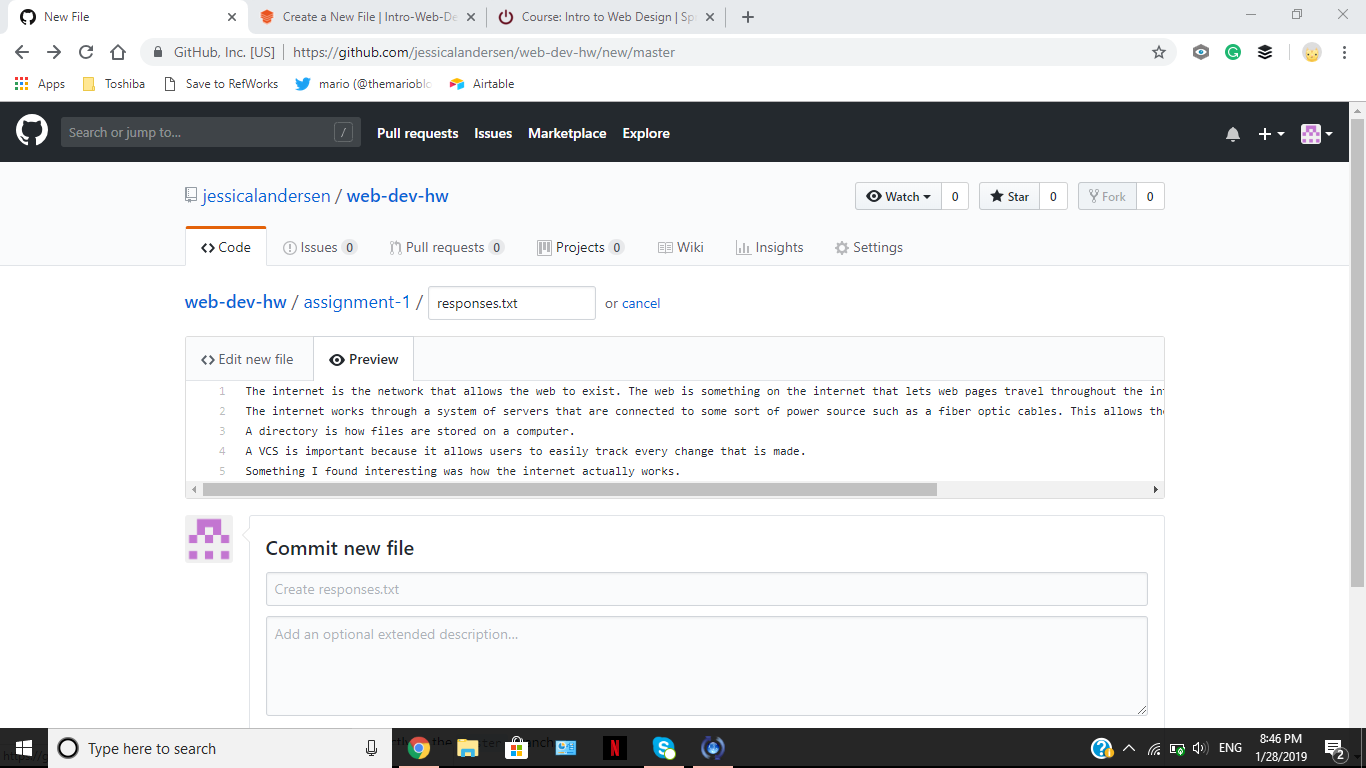 New File
Create a New File | Intro-Web-De
Course: Intro to Web Design | Sp
GitHub, Inc. [US] https://github.com/jessicalandersen/web-dev-hw/new/master
Apps Toshiba Save to RefWorks mario (@themarioblo Airtable
Search or jump to... / Pull requests Issues Marketplace Explore
jessicalandersen / web-dev-hw Watch 0 Star 0 Fork 0
Code Issues 0 Pull requests 0 Projects 0 Wiki Insights Settings
web-dev-hw / assignment-1 / responses.txt or cancel
Edit new file Preview
1 The internet is the network that allows the web to exist. The web is something on the internet that lets web pages travel throughout the in
2 The internet works through a system of servers that are connected to some sort of power source such as a fiber optic cables. This allows th
3 A directory is how files are stored on a computer.
4 A VCS is important because it allows users to easily track every change that is made.
5 Something I found interesting was how the internet actually works.
Commit new file
Create responses.txt
Add an optional extended description...
Type here to search
ENG
8:46 PM
1/28/2019
2